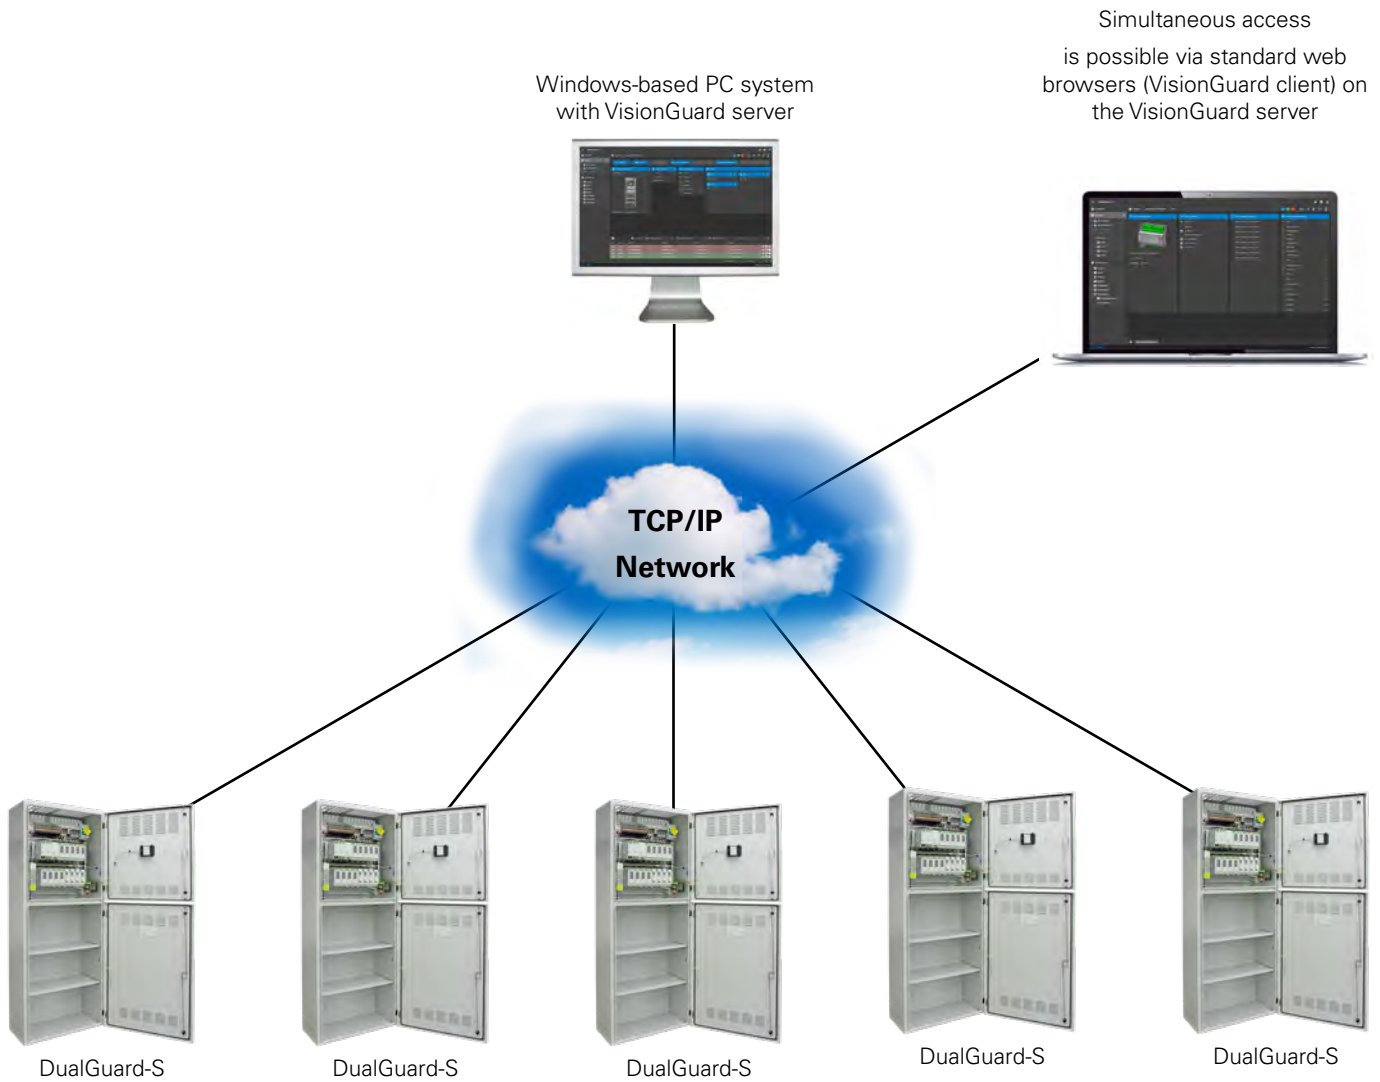 Simultaneous access
is possible via standard web
browsers (VisionGuard client) on
the VisionGuard server
Windows-based PC system
with VisionGuard server
TCP/IP
Network
DualGuard-S
DualGuard-S
DualGuard-S
DualGuard-S
DualGuard-S